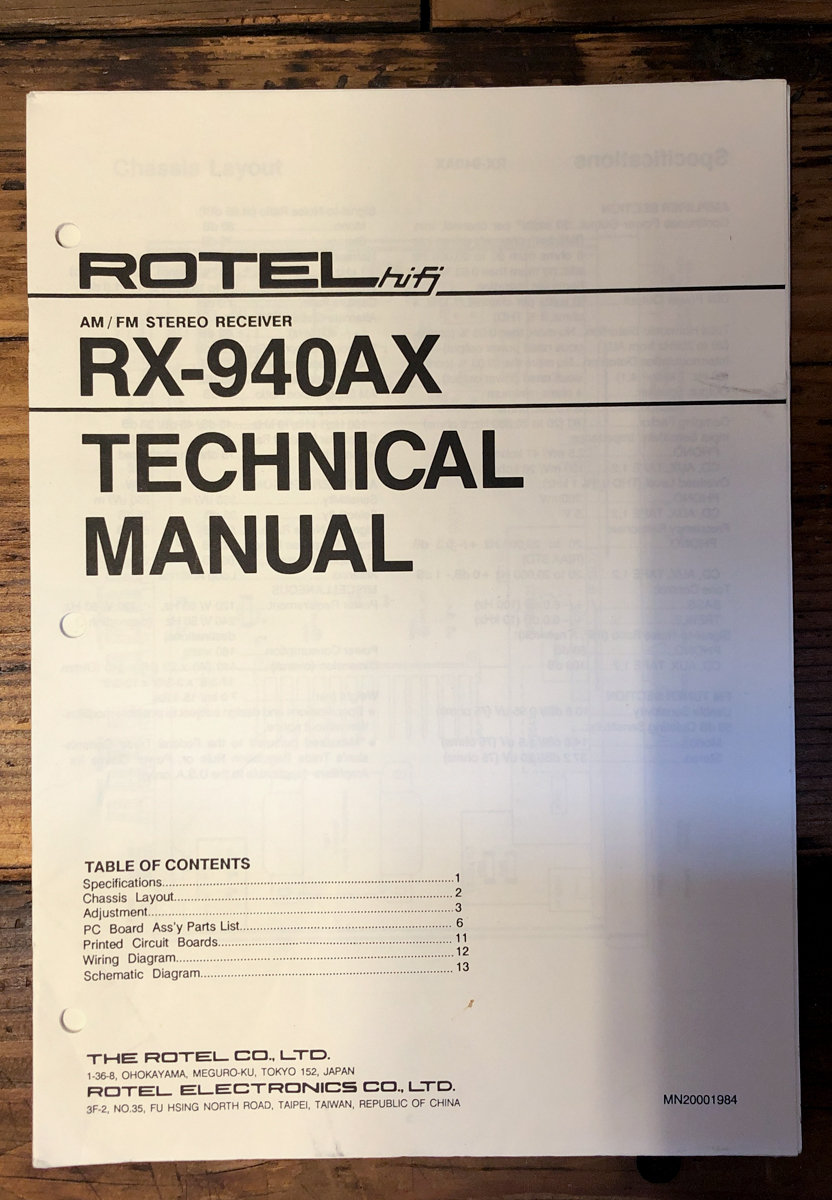 ROTEL hifi
AM/FM STEREO RECEIVER
RX-940AX
TECHNICAL
MANUAL
TABLE OF CONTENTS
Specifications..........1
Chassis Layout..........2
Adjustment..........3
PC Board Ass'y Parts List..........6
Printed Circuit Boards..........11
Wiring Diagram..........12
Schematic Diagram..........13
THE ROTEL CO., LTD.
1-36-8, OHOKAYAMA, MEGURO-KU, TOKYO 152, JAPAN
ROTEL ELECTRONICS CO., LTD.
3F-2, NO.35, FU HSING NORTH ROAD, TAIPEI, TAIWAN, REPUBLIC OF CHINA
MN20001984